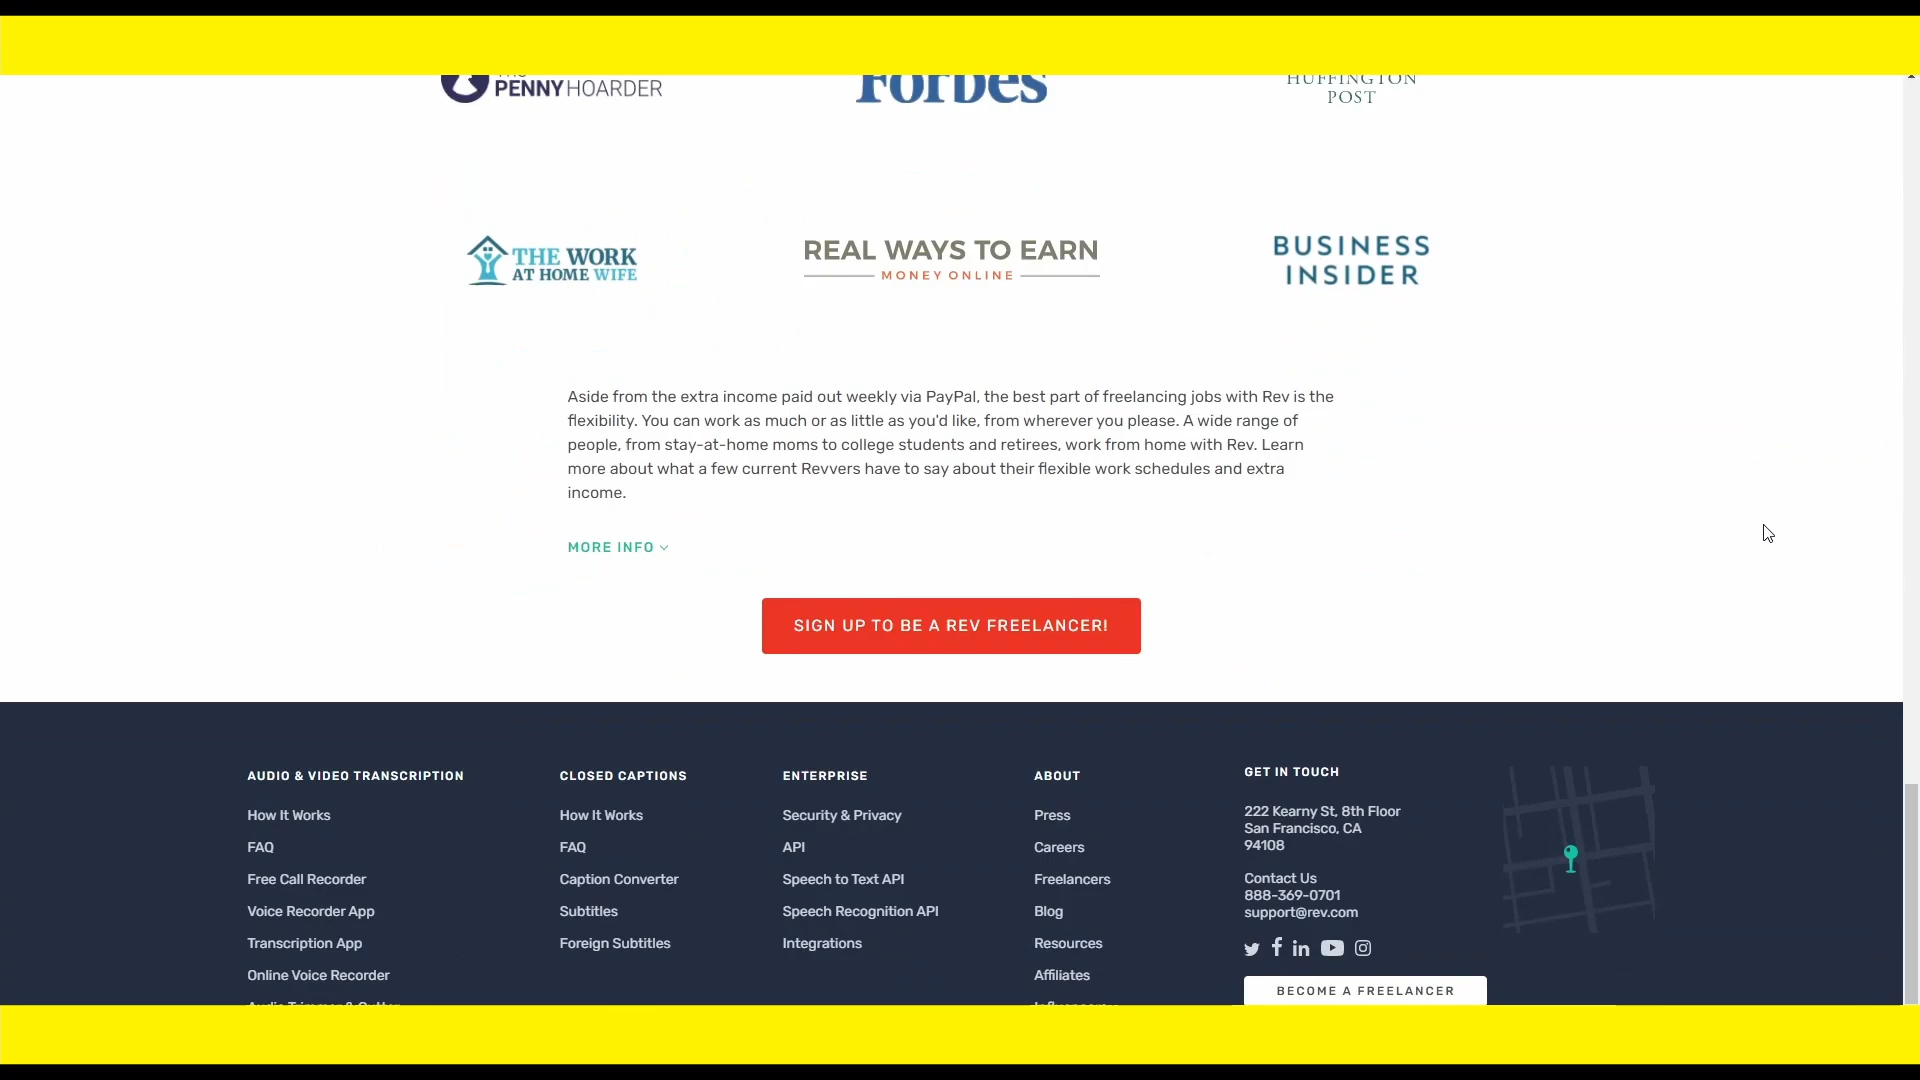 PENNY HOARDER
Forbes
HUFFINGTON
POST
THE WORK
AT HOME WIFE
REAL WAYS TO EARN
MONEY ONLINE
BUSINESS
INSIDER
Aside from the extra income paid out weekly via PayPal, the best part of freelancing jobs with Rev is the
flexibility. You can work as much or as little as you'd like, from wherever you please. A wide range of
people, from stay-at-home moms to college students and retirees, work from home with Rev. Learn
more about what a few current Revvers have to say about their flexible work schedules and extra
income.
MORE INFO
SIGN UP TO BE A REV FREELANCER!
AUDIO & VIDEO TRANSCRIPTION
How It Works
FAQ
Free Call Recorder
Voice Recorder App
Transcription App
Online Voice Recorder
CLOSED CAPTIONS
How It Works
FAQ
Caption Converter
Subtitles
Foreign Subtitles
ENTERPRISE
Security & Privacy
API
Speech to Text API
Speech Recognition API
Integrations
ABOUT
Press
Careers
Freelancers
Blog
Resources
Affiliates
GET IN TOUCH
222 Kearny St, 8th Floor
San Francisco, CA
94108
Contact Us
888-369-0701
support@rev.com
BECOME A FREELANCER